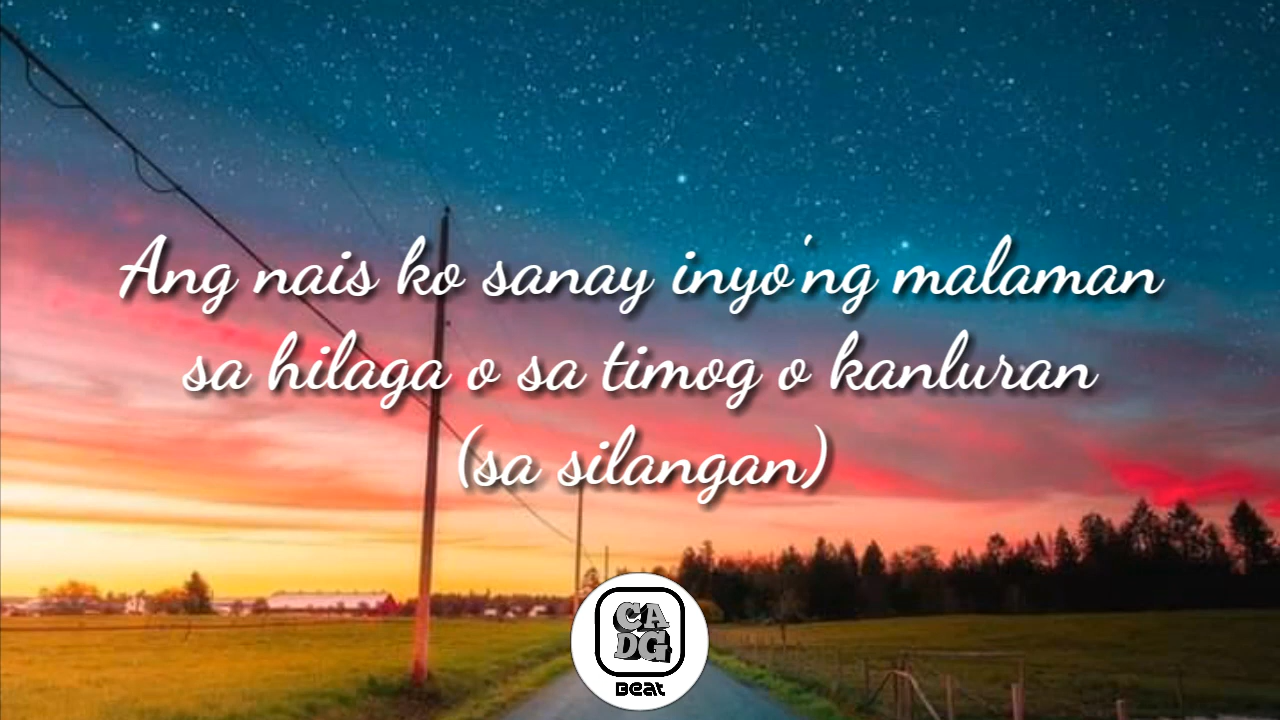 Ang nais ko sanay inyo'ng malaman
sa hilaga o sa timog o kanluran
(sa silangan)
CA
DG
Beat